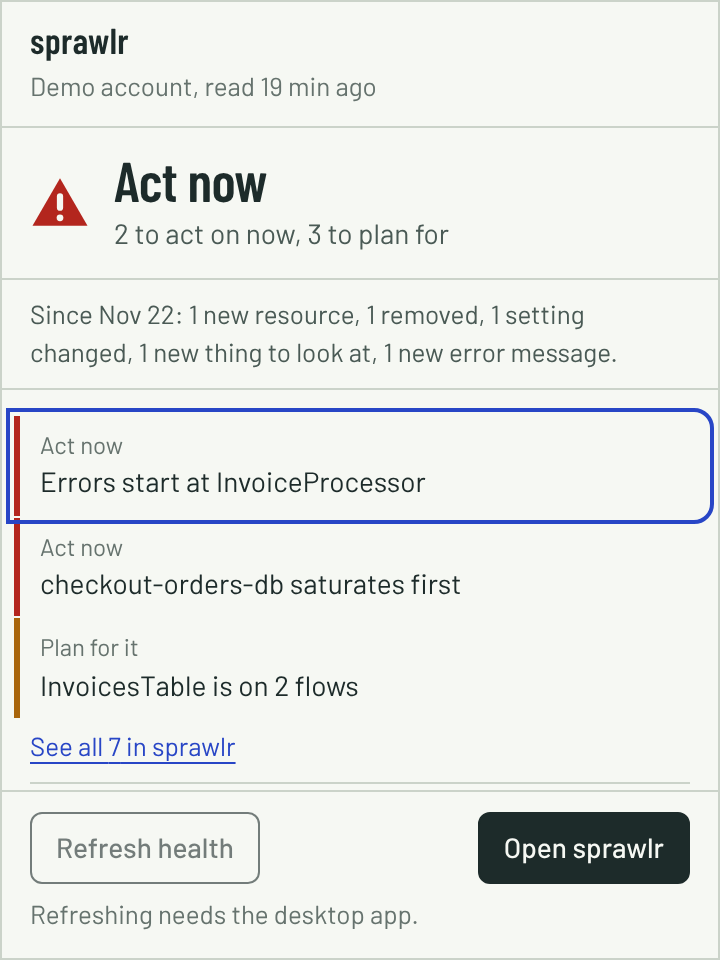 sprawlr
Demo account, read 19 min ago
Act now
2 to act on now, 3 to plan for
Since Nov 22: 1 new resource, 1 removed, 1 setting
changed, 1 new thing to look at, 1 new error message.
Act now
Errors start at InvoiceProcessor
Act now
checkout-orders-db saturates first
Plan for it
InvoicesTable is on 2 flows
See all 7 in sprawlr
Refresh health
Open sprawlr
Refreshing needs the desktop app.